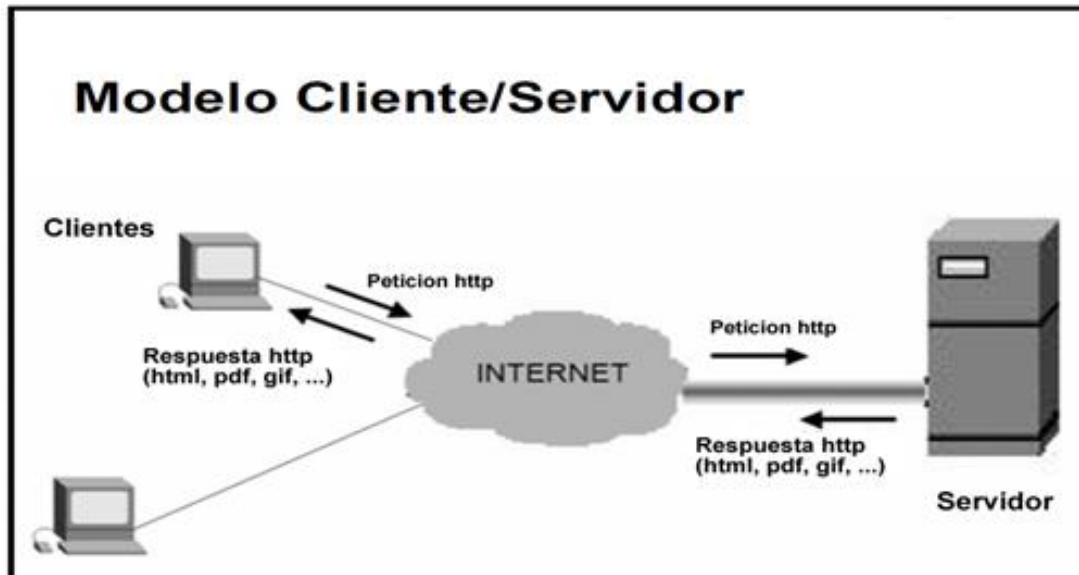 Modelo Cliente/Servidor
Clientes
Peticion http
Respuesta http
(html, pdf, gif, ...)
INTERNET
Peticion http
Respuesta http
(html, pdf, gif, ...)
Servidor